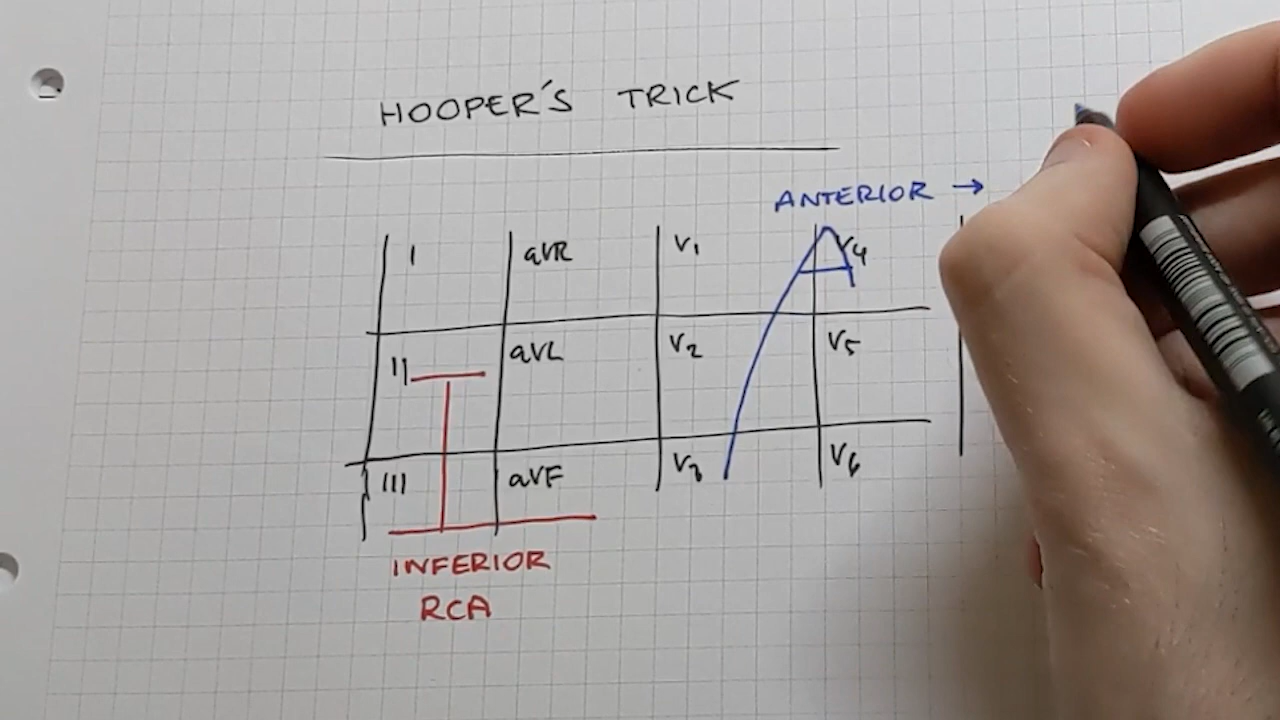 HOOPER'S TRICK
ANTERIOR →
I aVR V1 V4
II aVL V2 V5
III aVF V3 V6
INFERIOR
RCA